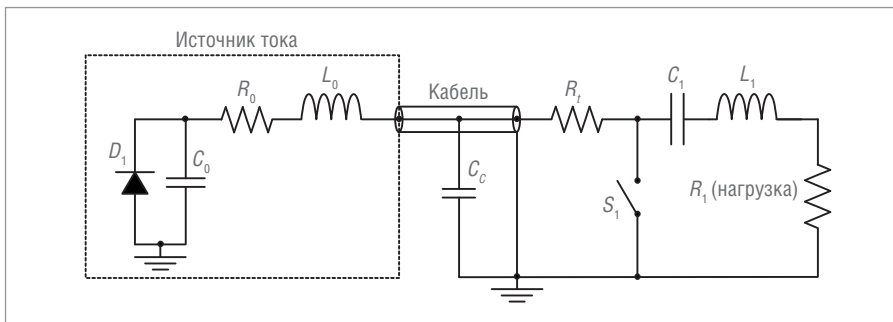 Источник тока
R0
L0
Кабель
Rt
C1
L1
D1
C0
CC
S1
R1 (нагрузка)